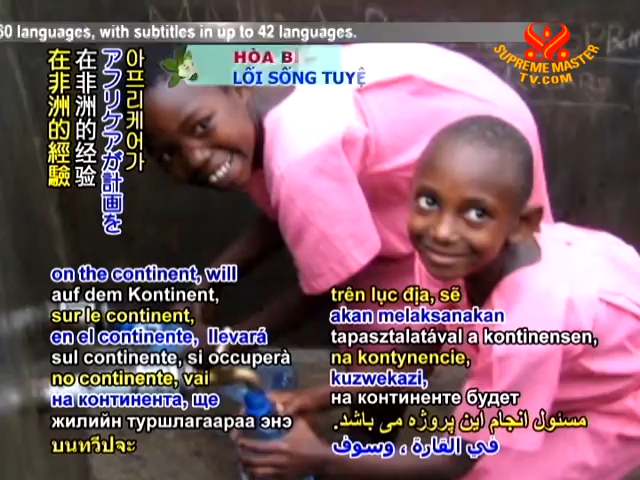 60 languages, with subtitles in up to 42 languages.
SUPREME MASTER
TV.COM
HÒA BÌ
LỐI SỐNG TUYỆ
아프리케어가
アフリケアが計画を
在非洲的经验
在非洲的經驗
on the continent, will
auf dem Kontinent,
sur le continent,
en el continente, llevará
sul continente, si occuperà
no continente, vai
на континента, ще
жилийн туршлагаараа энэ
บนทวีปจะ
trên lục địa, sẽ
akan melaksanakan
tapasztalatával a kontinensen,
na kontynencie,
kuzwekazi,
на континенте будет
مسئول انجام این پروژه می باشد.
في القارة ، وسوف